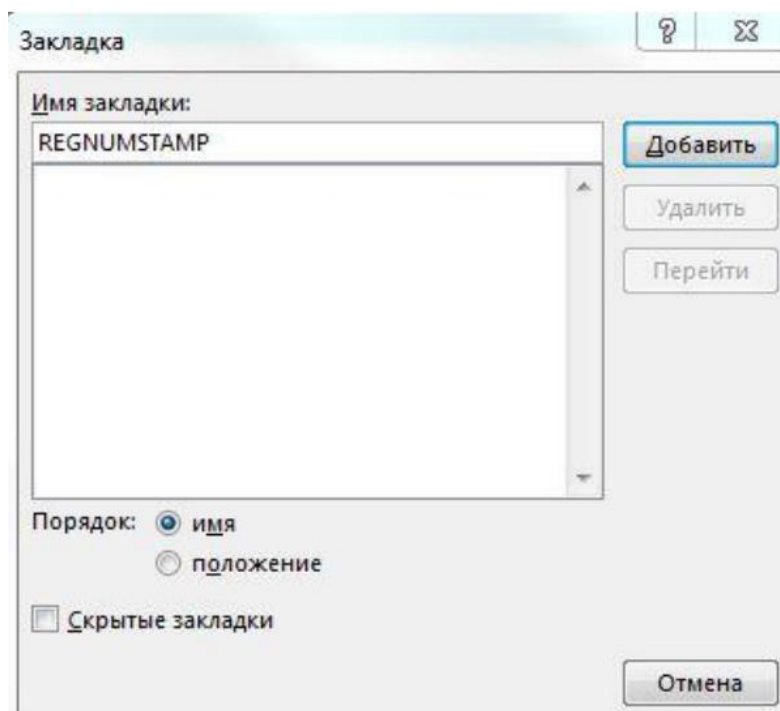 Закладка
Имя закладки:
REGNUMSTAMP
Добавить
Удалить
Перейти
Порядок: имя
положение
Скрытые закладки
Отмена